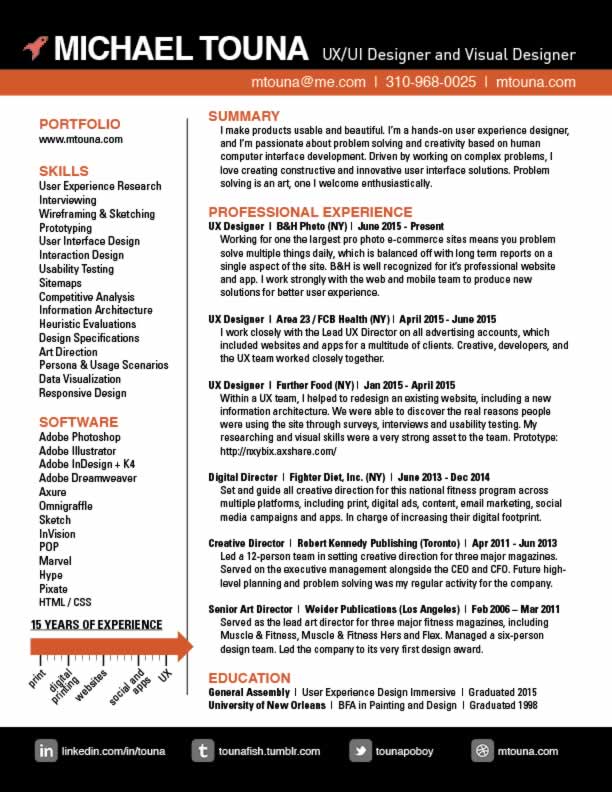 MICHAEL TOUNA UX/UI Designer and Visual Designer
mtouna@me.com | 310-968-0025 | mtouna.com
PORTFOLIO
www.mtouna.com
SKILLS
User Experience Research
Interviewing
Wireframing & Sketching
Prototyping
User Interface Design
Interaction Design
Usability Testing
Sitemaps
Competitive Analysis
Information Architecture
Heuristic Evaluations
Design Specifications
Art Direction
Persona & Usage Scenarios
Data Visualization
Responsive Design
SOFTWARE
Adobe Photoshop
Adobe Illustrator
Adobe InDesign + K4
Adobe Dreamweaver
Axure
Omnigraffle
Sketch
InVision
POP
Marvel
Hype
Pixate
HTML / CSS
15 YEARS OF EXPERIENCE
print
digital
printing
websites
social and
apps
UX
SUMMARY
I make products usable and beautiful. I'm a hands-on user experience designer,
and I'm passionate about problem solving and creativity based on human
computer interface development. Driven by working on complex problems, I
love creating constructive and innovative user interface solutions. Problem
solving is an art, one I welcome enthusiastically.
PROFESSIONAL EXPERIENCE
UX Designer | B&H Photo (NY) | June 2015 - Present
Working for one the largest pro photo e-commerce sites means you problem
solve multiple things daily, which is balanced off with long term reports on a
single aspect of the site. B&H is well recognized for it's professional website
and app. I work strongly with the web and mobile team to produce new
solutions for better user experience.
UX Designer | Area 23 / FCB Health (NY) | April 2015 - June 2015
I work closely with the Lead UX Director on all advertising accounts, which
included websites and apps for a multitude of clients. Creative, developers, and
the UX team worked closely together.
UX Designer | Further Food (NY) | Jan 2015 - April 2015
Within a UX team, I helped to redesign an existing website, including a new
information architecture. We were able to discover the real reasons people
were using the site through surveys, interviews and usability testing. My
researching and visual skills were a very strong asset to the team. Prototype:
http://nxybix.axshare.com/
Digital Director | Fighter Diet, Inc. (NY) | June 2013 - Dec 2014
Set and guide all creative direction for this national fitness program across
multiple platforms, including print, digital ads, content, email marketing, social
media campaigns and apps. In charge of increasing their digital footprint.
Creative Director | Robert Kennedy Publishing (Toronto) | Apr 2011 - Jun 2013
Led a 12-person team in setting creative direction for three major magazines.
Served on the executive management alongside the CEO and CFO. Future high-
level planning and problem solving was my regular activity for the company.
Senior Art Director | Weider Publications (Los Angeles) | Feb 2006 – Mar 2011
Served as the lead art director for three major fitness magazines, including
Muscle & Fitness, Muscle & Fitness Hers and Flex. Managed a six-person
design team. Led the company to its very first design award.
EDUCATION
General Assembly | User Experience Design Immersive | Graduated 2015
University of New Orleans | BFA in Painting and Design | Graduated 1998
in linkedin.com/in/touna t tounafish.tumblr.com tounapoboy mtouna.com